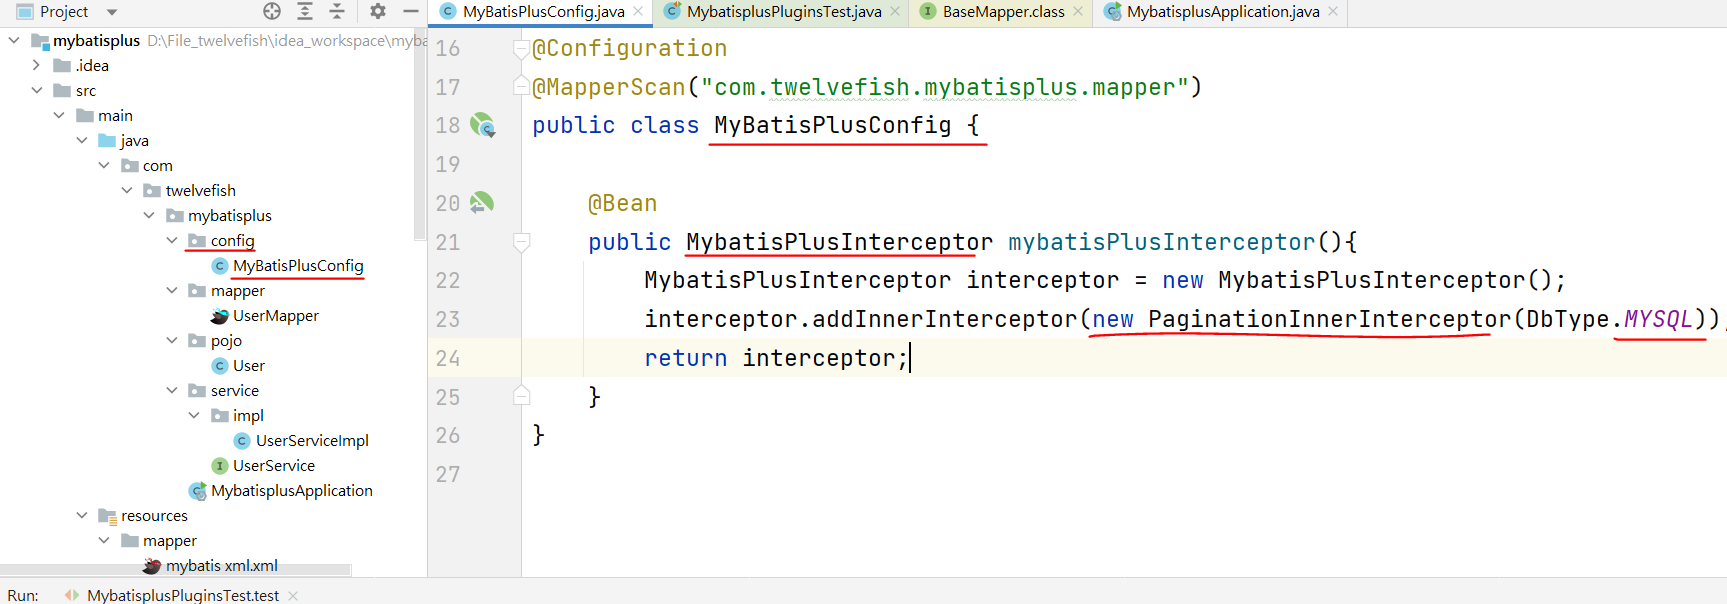 Project
MyBatisPlusConfig.java
MybatisplusPluginsTest.java
BaseMapper.class
MybatisplusApplication.java
mybatisplus D:\File_twelvefish\idea_workspace\myba
.idea
src
main
java
com
twelvefish
mybatisplus
config
MyBatisPlusConfig
mapper
UserMapper
pojo
User
service
impl
UserServiceImpl
UserService
MybatisplusApplication
resources
mapper
mybatis xml.xml
16 @Configuration
17 @MapperScan("com.twelvefish.mybatisplus.mapper")
18 public class MyBatisPlusConfig {
19
20 @Bean
21 public MybatisPlusInterceptor mybatisPlusInterceptor(){
22 MybatisPlusInterceptor interceptor = new MybatisPlusInterceptor();
23 interceptor.addInnerInterceptor(new PaginationInnerInterceptor(DbType.MYSQL));
24 return interceptor;
25 }
26 }
27
Run: MybatisplusPluginsTest.test